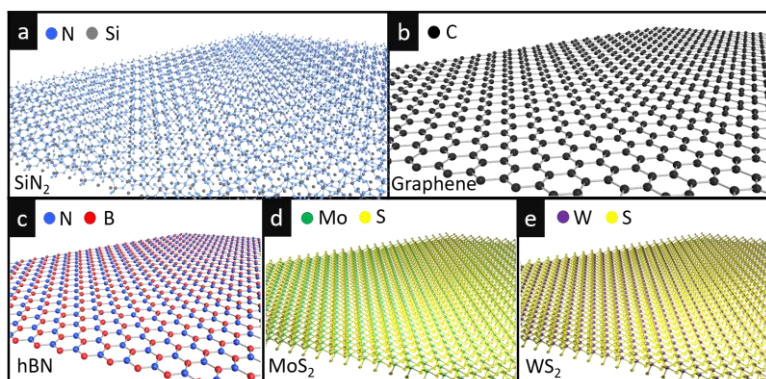 a N Si
SiN₂
b C
Graphene
c N B
hBN
d Mo S
MoS₂
e W S
WS₂